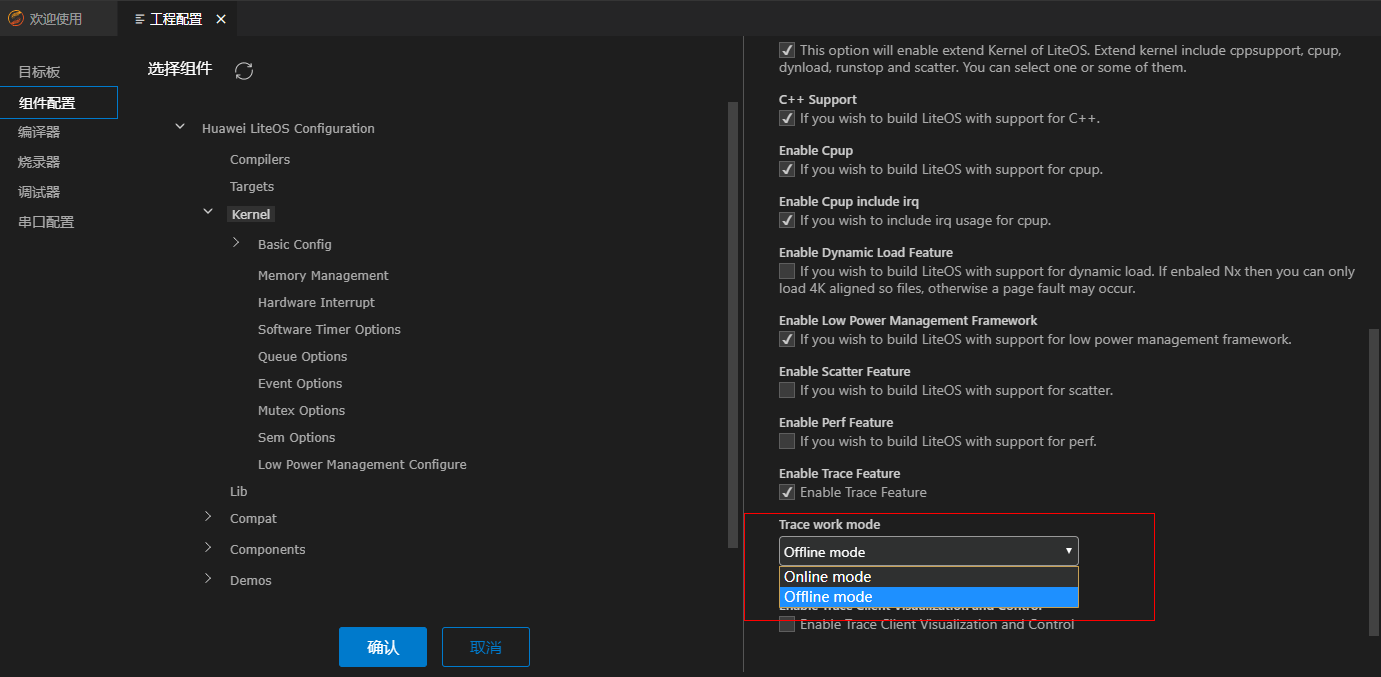 欢迎使用
工程配置
目标板
组件配置
编译器
烧录器
调试器
串口配置
选择组件
Huawei LiteOS Configuration
Compilers
Targets
Kernel
Basic Config
Memory Management
Hardware Interrupt
Software Timer Options
Queue Options
Event Options
Mutex Options
Sem Options
Low Power Management Configure
Lib
Compat
Components
Demos
确认
取消
This option will enable extend Kernel of LiteOS. Extend kernel include cppsupport, cpup,
dynload, runstop and scatter. You can select one or some of them.
C++ Support
If you wish to build LiteOS with support for C++.
Enable Cpup
If you wish to build LiteOS with support for cpup.
Enable Cpup include irq
If you wish to include irq usage for cpup.
Enable Dynamic Load Feature
If you wish to build LiteOS with support for dynamic load. If enbaled Nx then you can only
load 4K aligned so files, otherwise a page fault may occur.
Enable Low Power Management Framework
If you wish to build LiteOS with support for low power management framework.
Enable Scatter Feature
If you wish to build LiteOS with support for scatter.
Enable Perf Feature
If you wish to build LiteOS with support for perf.
Enable Trace Feature
Enable Trace Feature
Trace work mode
Offline mode
Online mode
Offline mode
Enable Trace Client Visualization and Control
Enable Trace Client Visualization and Control